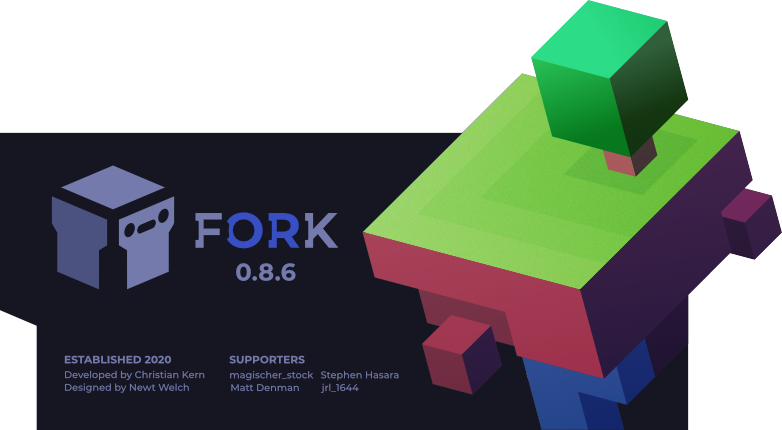 FORK
0.8.6
ESTABLISHED 2020
Developed by Christian Kern
Designed by Newt Welch
SUPPORTERS
magischer_stock Stephen Hasara
Matt Denman jrl_1644